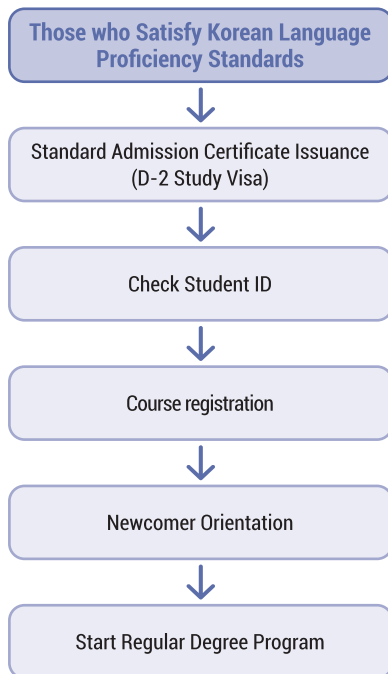 Those who Satisfy Korean Language
Proficiency Standards
Standard Admission Certificate Issuance
(D-2 Study Visa)
Check Student ID
Course registration
Newcomer Orientation
Start Regular Degree Program